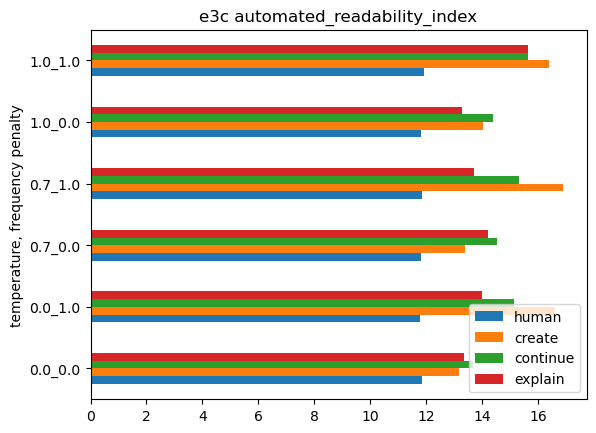 e3c automated_readability_index
temperature, frequency penalty
1.0_1.0
1.0_0.0
0.7_1.0
0.7_0.0
0.0_1.0
0.0_0.0
human
create
continue
explain
0 2 4 6 8 10 12 14 16